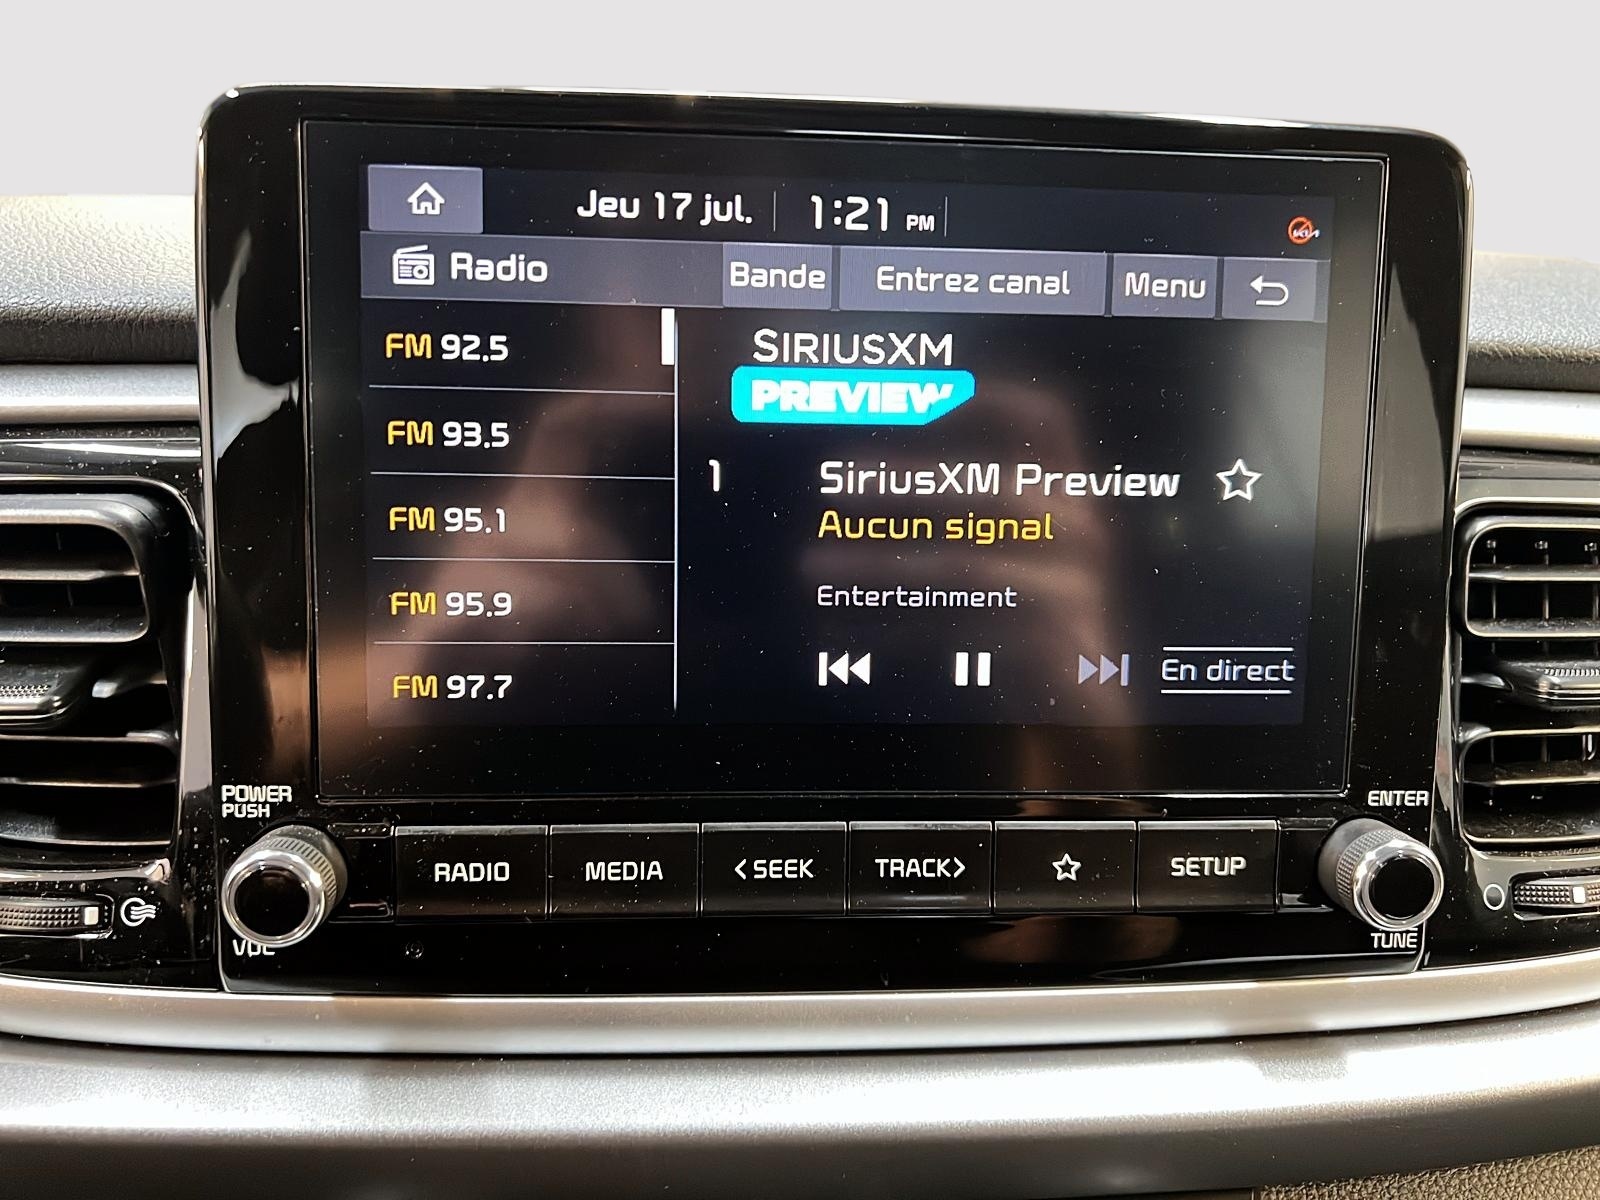 Jeu 17 jul. 1:21 PM
Radio Bande Entrez canal Menu
FM 92.5
FM 93.5
FM 95.1
FM 95.9
FM 97.7
SIRIUSXM
PREVIEW
1 SiriusXM Preview
Aucun signal
Entertainment
En direct
POWER
PUSH
VOL
RADIO MEDIA <SEEK TRACK> SETUP
ENTER
TUNE